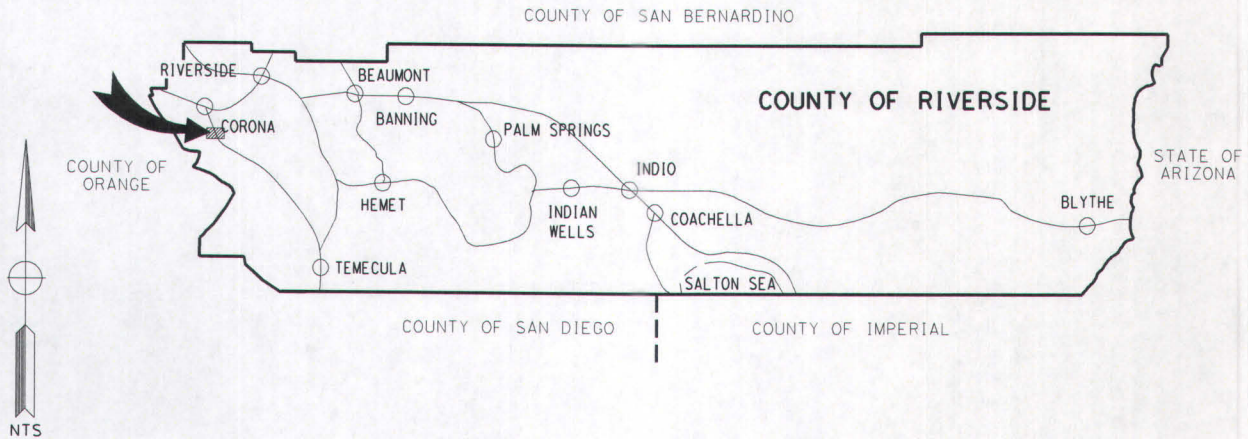 COUNTY OF SAN BERNARDINO
RIVERSIDE
BEAUMONT
COUNTY OF RIVERSIDE
BANNING
CORONA
PALM SPRINGS
COUNTY OF
ORANGE
STATE OF
ARIZONA
INDIO
HEMET
INDIAN
WELLS
COACHELLA
BLYTHE
TEMECULA
SALTON SEA
COUNTY OF SAN DIEGO
COUNTY OF IMPERIAL
NTS